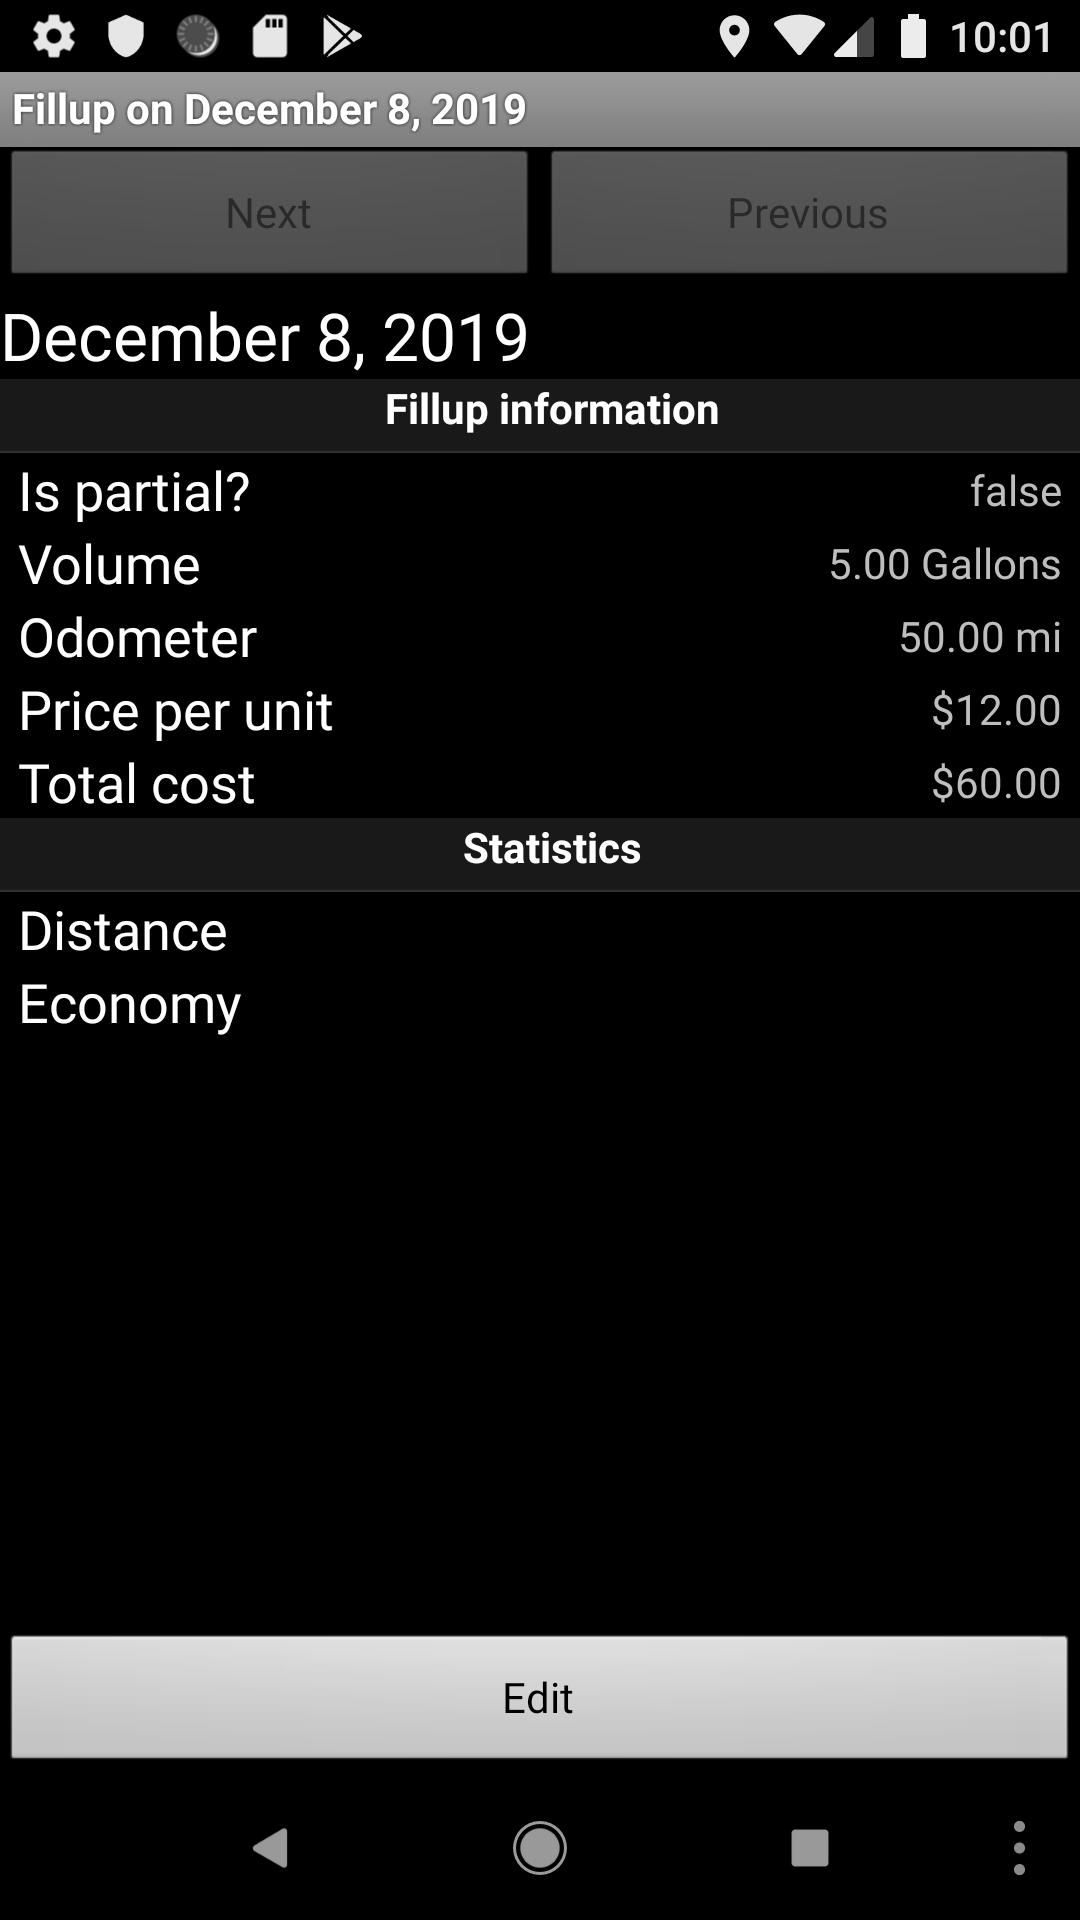 10:01
Fillup on December 8, 2019
Next Previous
December 8, 2019
Fillup information
Is partial? false
Volume 5.00 Gallons
Odometer 50.00 mi
Price per unit $12.00
Total cost $60.00
Statistics
Distance
Economy
Edit